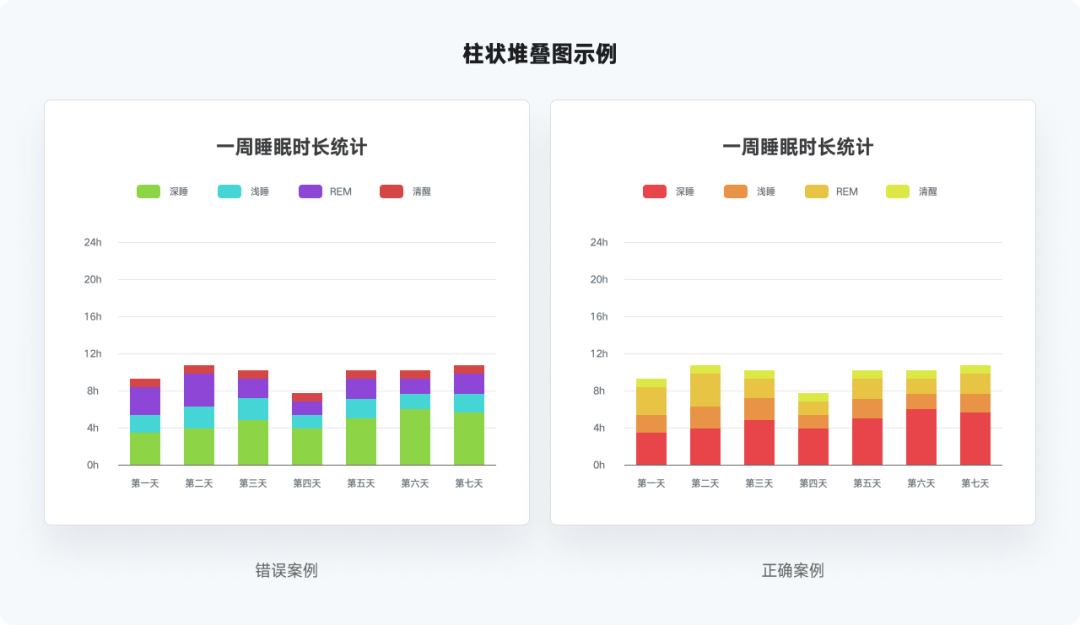 柱状堆叠图示例
一周睡眠时长统计
深睡 浅睡 REM 清醒
24h
20h
16h
12h
8h
4h
0h
第一天 第二天 第三天 第四天 第五天 第六天 第七天
错误案例
一周睡眠时长统计
深睡 浅睡 REM 清醒
24h
20h
16h
12h
8h
4h
0h
第一天 第二天 第三天 第四天 第五天 第六天 第七天
正确案例